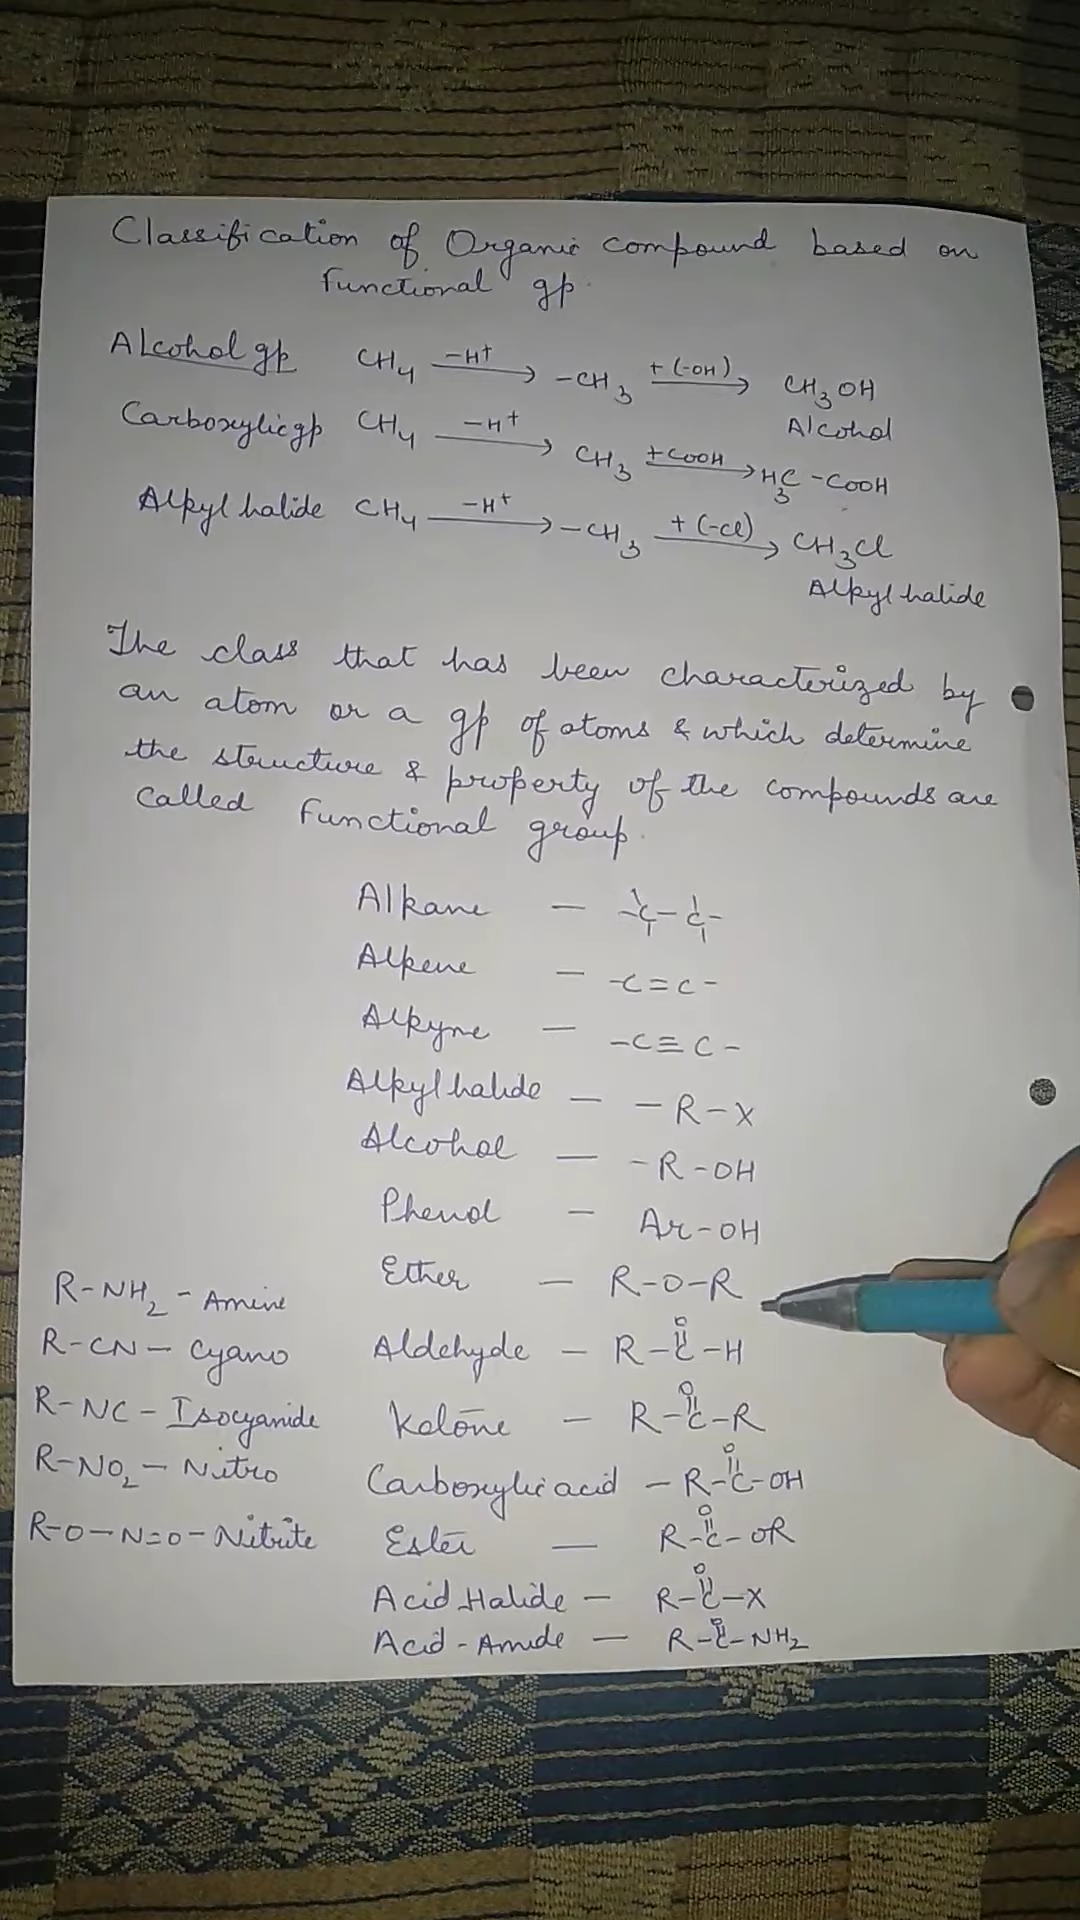 Classification of Organic compound based on
functional gp.
Alcohol gp CH4 —-H+→ -CH3 —+(-OH)→ CH3OH
Alcohol
Carboxylic gp CH4 —-H+→ CH3 —+COOH→ H3C-COOH
Alkyl halide CH4 —-H+→ -CH3 —+(-Cl)→ CH3Cl
Alkyl halide
The class that has been characterized by
an atom or a gp of atoms & which determine
the structure & property of the compounds are
called functional group.
Alkane — -C-C-
Alkene — -C=C-
Alkyne — -C≡C-
Alkyl halide — -R-X
Alcohol — -R-OH
Phenol — Ar-OH
Ether — R-O-R
Aldehyde — R-C(=O)-H
Ketone — R-C(=O)-R
Carboxylic acid — R-C(=O)-OH
Ester — R-C(=O)-OR
Acid Halide — R-C(=O)-X
Acid-Amide — R-C(=O)-NH2
R-NH2 - Amine
R-CN - Cyano
R-NC - Isocyanide
R-NO2 - Nitro
R-O-N=O - Nitrite